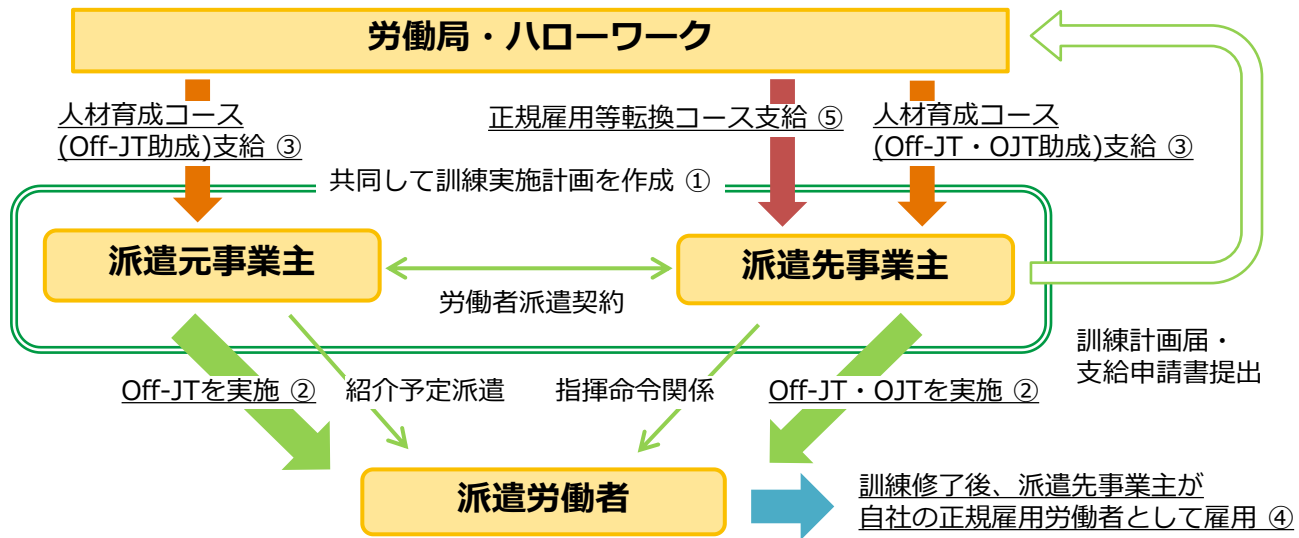 労働局・ハローワーク
人材育成コース
(Off-JT助成)支給 ③
正規雇用等転換コース支給 ⑤
人材育成コース
(Off-JT・OJT助成)支給 ③
共同して訓練実施計画を作成 ①
派遣元事業主
派遣先事業主
労働者派遣契約
訓練計画届・
支給申請書提出
Off-JTを実施 ②
紹介予定派遣
指揮命令関係
Off-JT・OJTを実施 ②
派遣労働者
訓練修了後、派遣先事業主が
自社の正規雇用労働者として雇用 ④